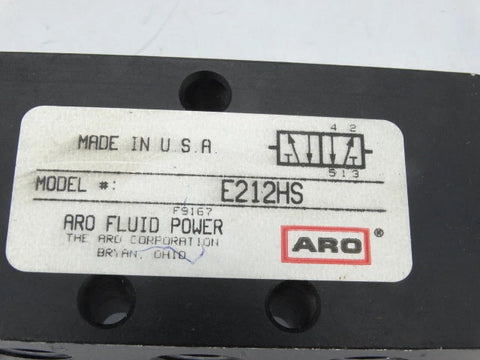 MADE IN U.S.A.
4 2
5 1 3
MODEL #: E212HS
F9167
ARO FLUID POWER
THE ARO CORPORATION
BRYAN, OHIO
ARO ®